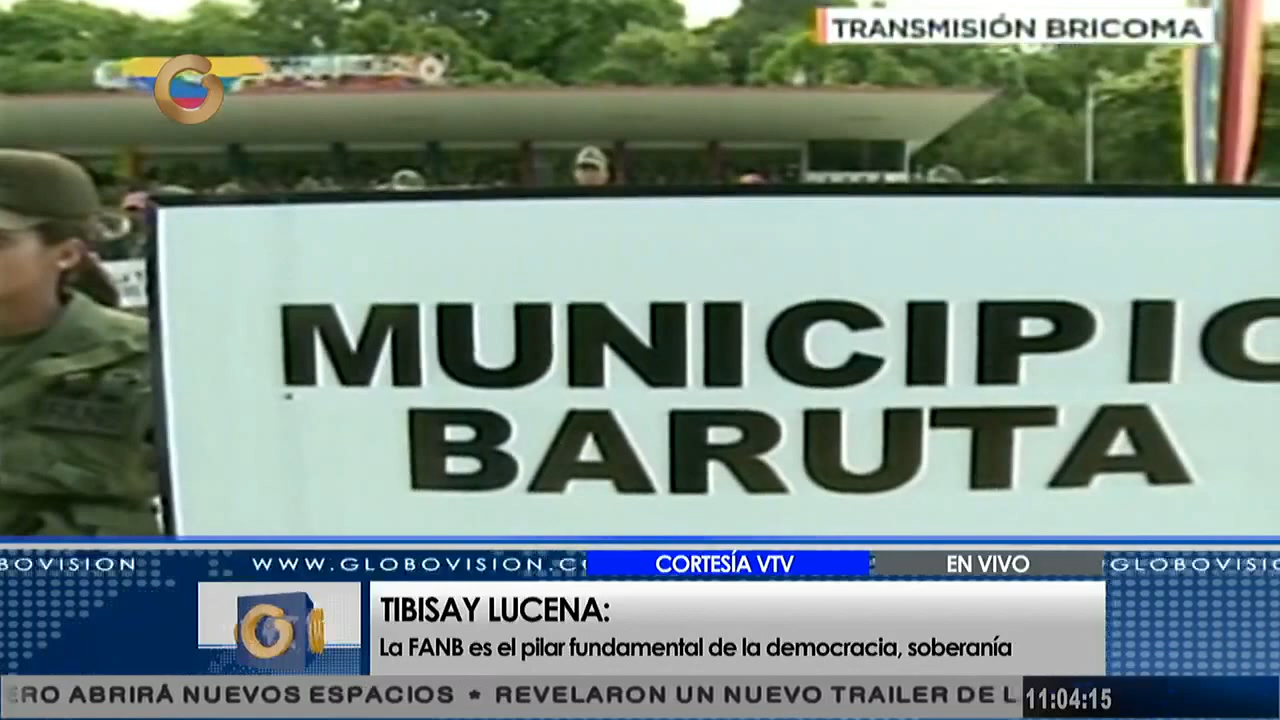 TRANSMISIÓN BRICOMA
MUNICIPIO
BARUTA
BOVISION
WWW.GLOBOVISION.C
CORTESÍA VTV
EN VIVO
GLOBOVISION
TIBISAY LUCENA:
La FANB es el pilar fundamental de la democracia, soberanía
ERO ABRIRÁ NUEVOS ESPACIOS * REVELARON UN NUEVO TRAILER DE L
11:04:15